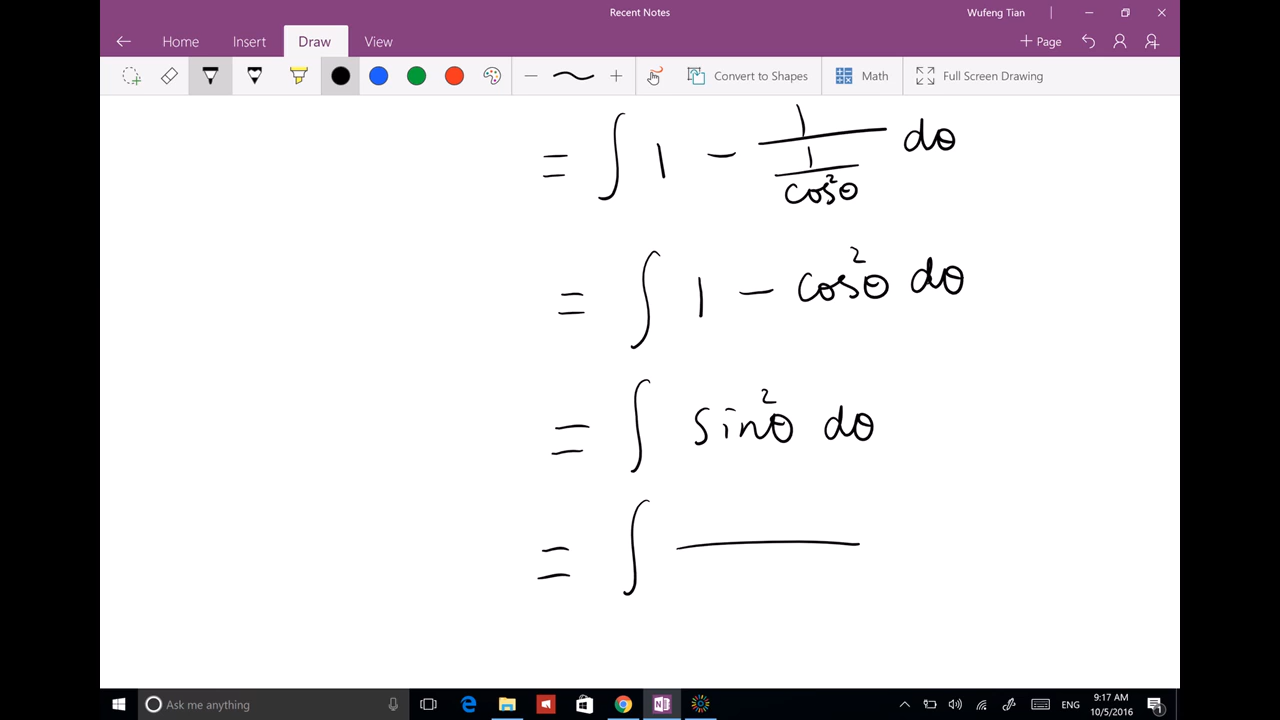 Recent Notes
Wufeng Tian
Home Insert Draw View
+ Page
Convert to Shapes
Math
Full Screen Drawing
= ∫ 1 − 1/(1/cos²θ) dθ
= ∫ 1 − cos²θ dθ
= ∫ sin²θ dθ
= ∫
Ask me anything
ENG
9:17 AM
10/5/2016
1